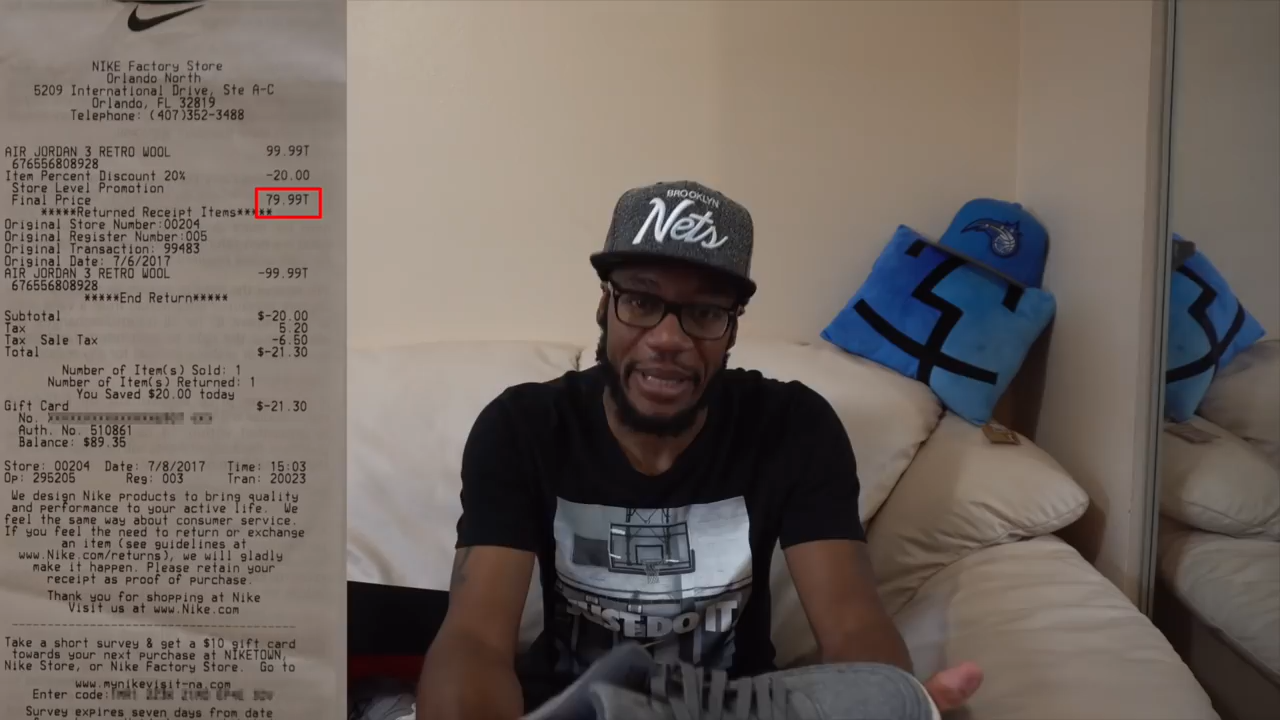 NIKE Factory Store
Orlando North
5209 International Drive, Ste A-C
Orlando, FL 32819
Telephone: (407)352-3488
AIR JORDAN 3 RETRO WOOL 99.99T
676556808928
Item Percent Discount 20% -20.00
Store Level Promotion
Final Price 79.99T
*****Returned Receipt Items*****
Original Store Number:00204
Original Register Number:005
Original Transaction: 99483
Original Date: 7/6/2017
AIR JORDAN 3 RETRO WOOL -99.99T
676556808928
*****End Return*****
Subtotal $-20.00
Tax 5.20
Tax Sale Tax -6.50
Total $-21.30
Number of Item(s) Sold: 1
Number of Item(s) Returned: 1
You Saved $20.00 today
Gift Card $-21.30
No.
Auth. No. 510861
Balance: $89.35
Store: 00204 Date: 7/8/2017 Time: 15:03
Op: 295205 Reg: 003 Tran: 20023
We design Nike products to bring quality
and performance to your active life. We
feel the same way about consumer service.
If you feel the need to return or exchange
an item (see guidelines at
www.Nike.com/returns), we will gladly
make it happen. Please retain your
receipt as proof of purchase.
Thank you for shopping at Nike
Visit us at www.Nike.com
Take a short survey & get a $10 gift card
towards your next purchase at NIKETOWN,
Nike Store, or Nike Factory Store. Go to
www.mynikevisit-na.com
Enter code:
Survey expires seven days from date
BROOKLYN
Nets
JUST DO IT